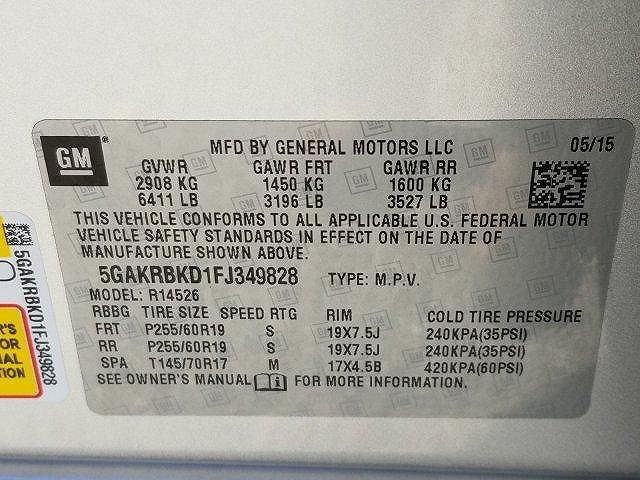 GM ®
MFD BY GENERAL MOTORS LLC 05/15
GVWR GAWR FRT GAWR RR
2908 KG 1450 KG 1600 KG
6411 LB 3196 LB 3527 LB
THIS VEHICLE CONFORMS TO ALL APPLICABLE U.S. FEDERAL MOTOR
VEHICLE SAFETY STANDARDS IN EFFECT ON THE DATE OF
MANUFACTURE SHOWN ABOVE.
5GAKRBKD1FJ349828 TYPE: M.P.V.
MODEL: R14526
RBBG TIRE SIZE SPEED RTG RIM COLD TIRE PRESSURE
FRT P255/60R19 S 19X7.5J 240KPA(35PSI)
RR P255/60R19 S 19X7.5J 240KPA(35PSI)
SPA T145/70R17 M 17X4.5B 420KPA(60PSI)
SEE OWNER'S MANUAL FOR MORE INFORMATION.
5GAKRBKD1FJ349828